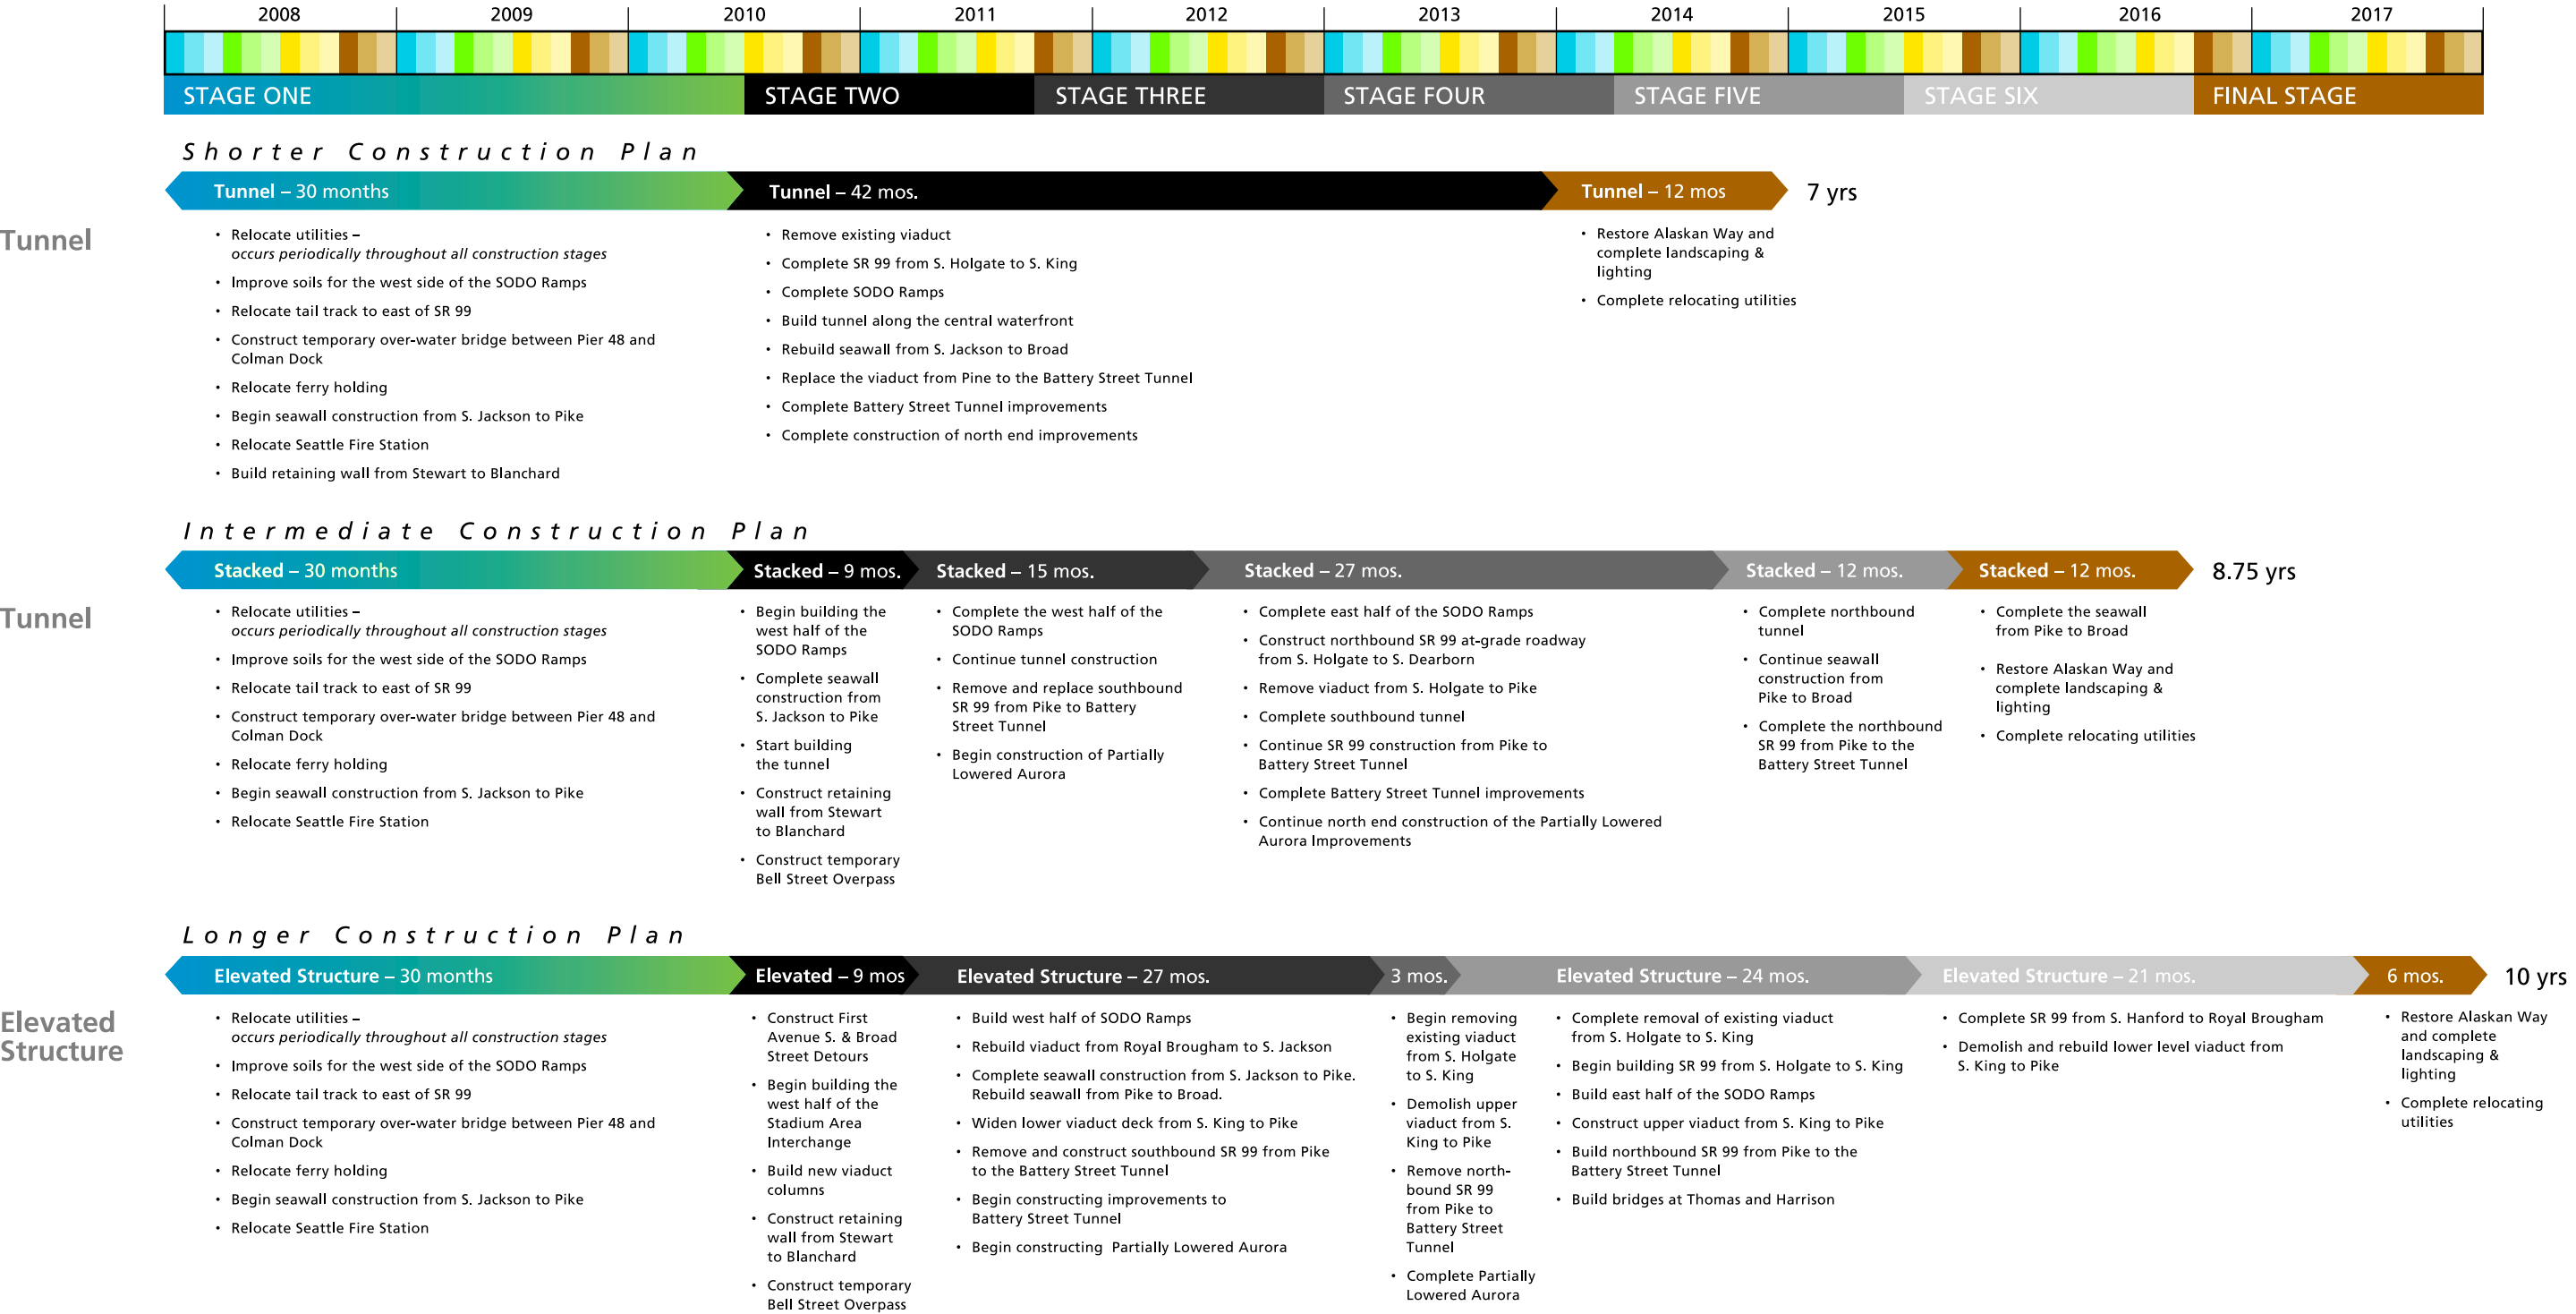 2008 2009 2010 2011 2012 2013 2014 2015 2016 2017
STAGE ONE STAGE TWO STAGE THREE STAGE FOUR STAGE FIVE STAGE SIX FINAL STAGE
Shorter Construction Plan
Tunnel – 30 months Tunnel – 42 mos. Tunnel – 12 mos 7 yrs
Tunnel
• Relocate utilities –
occurs periodically throughout all construction stages
• Improve soils for the west side of the SODO Ramps
• Relocate tail track to east of SR 99
• Construct temporary over-water bridge between Pier 48 and
Colman Dock
• Relocate ferry holding
• Begin seawall construction from S. Jackson to Pike
• Relocate Seattle Fire Station
• Build retaining wall from Stewart to Blanchard
• Remove existing viaduct
• Complete SR 99 from S. Holgate to S. King
• Complete SODO Ramps
• Build tunnel along the central waterfront
• Rebuild seawall from S. Jackson to Broad
• Replace the viaduct from Pine to the Battery Street Tunnel
• Complete Battery Street Tunnel improvements
• Complete construction of north end improvements
• Restore Alaskan Way and
complete landscaping &
lighting
• Complete relocating utilities
Intermediate Construction Plan
Stacked – 30 months Stacked – 9 mos. Stacked – 15 mos. Stacked – 27 mos. Stacked – 12 mos. Stacked – 12 mos. 8.75 yrs
Tunnel
• Relocate utilities –
occurs periodically throughout all construction stages
• Improve soils for the west side of the SODO Ramps
• Relocate tail track to east of SR 99
• Construct temporary over-water bridge between Pier 48 and
Colman Dock
• Relocate ferry holding
• Begin seawall construction from S. Jackson to Pike
• Relocate Seattle Fire Station
• Begin building the
west half of the
SODO Ramps
• Complete seawall
construction from
S. Jackson to Pike
• Start building
the tunnel
• Construct retaining
wall from Stewart
to Blanchard
• Construct temporary
Bell Street Overpass
• Complete the west half of the
SODO Ramps
• Continue tunnel construction
• Remove and replace southbound
SR 99 from Pike to Battery
Street Tunnel
• Begin construction of Partially
Lowered Aurora
• Complete east half of the SODO Ramps
• Construct northbound SR 99 at-grade roadway
from S. Holgate to S. Dearborn
• Remove viaduct from S. Holgate to Pike
• Complete southbound tunnel
• Continue SR 99 construction from Pike to
Battery Street Tunnel
• Complete Battery Street Tunnel improvements
• Continue north end construction of the Partially Lowered
Aurora Improvements
• Complete northbound
tunnel
• Continue seawall
construction from
Pike to Broad
• Complete the northbound
SR 99 from Pike to the
Battery Street Tunnel
• Complete the seawall
from Pike to Broad
• Restore Alaskan Way and
complete landscaping &
lighting
• Complete relocating utilities
Longer Construction Plan
Elevated Structure – 30 months Elevated – 9 mos Elevated Structure – 27 mos. 3 mos. Elevated Structure – 24 mos. Elevated Structure – 21 mos. 6 mos. 10 yrs
Elevated
Structure
• Relocate utilities –
occurs periodically throughout all construction stages
• Improve soils for the west side of the SODO Ramps
• Relocate tail track to east of SR 99
• Construct temporary over-water bridge between Pier 48 and
Colman Dock
• Relocate ferry holding
• Begin seawall construction from S. Jackson to Pike
• Relocate Seattle Fire Station
• Construct First
Avenue S. & Broad
Street Detours
• Begin building the
west half of the
Stadium Area
Interchange
• Build new viaduct
columns
• Construct retaining
wall from Stewart
to Blanchard
• Construct temporary
Bell Street Overpass
• Build west half of SODO Ramps
• Rebuild viaduct from Royal Brougham to S. Jackson
• Complete seawall construction from S. Jackson to Pike.
Rebuild seawall from Pike to Broad.
• Widen lower viaduct deck from S. King to Pike
• Remove and construct southbound SR 99 from Pike
to the Battery Street Tunnel
• Begin constructing improvements to
Battery Street Tunnel
• Begin constructing Partially Lowered Aurora
• Begin removing
existing viaduct
from S. Holgate
to S. King
• Demolish upper
viaduct from S.
King to Pike
• Remove north-
bound SR 99
from Pike to
Battery Street
Tunnel
• Complete Partially
Lowered Aurora
• Complete removal of existing viaduct
from S. Holgate to S. King
• Begin building SR 99 from S. Holgate to S. King
• Build east half of the SODO Ramps
• Construct upper viaduct from S. King to Pike
• Build northbound SR 99 from Pike to the
Battery Street Tunnel
• Build bridges at Thomas and Harrison
• Complete SR 99 from S. Hanford to Royal Brougham
• Demolish and rebuild lower level viaduct from
S. King to Pike
• Restore Alaskan Way
and complete
landscaping &
lighting
• Complete relocating
utilities